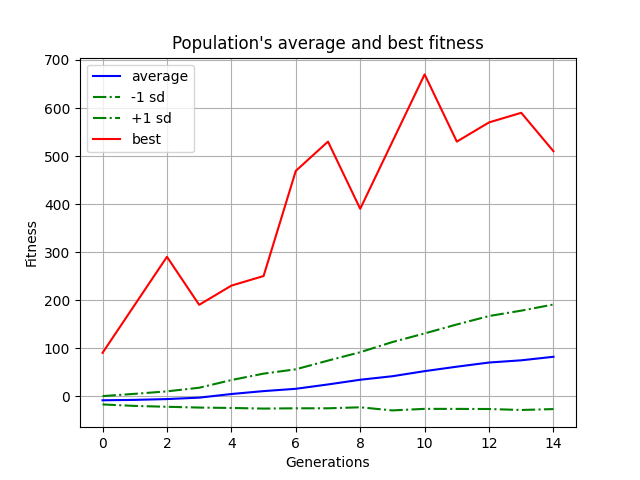 Population's average and best fitness
average
-1 sd
+1 sd
best
Fitness
700
600
500
400
300
200
100
0
0 2 4 6 8 10 12 14
Generations